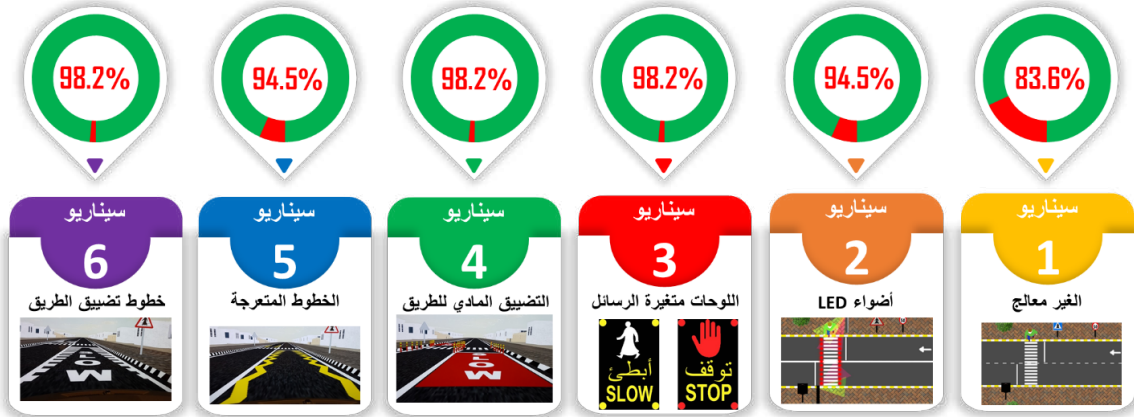 83.6%
سيناريو
1
الغير معالج
94.5%
سيناريو
2
أضواء LED
98.2%
سيناريو
3
اللوحات متغيرة الرسائل
توقف
STOP
أبطئ
SLOW
98.2%
سيناريو
4
التضييق المادي للطريق
94.5%
سيناريو
5
الخطوط المتعرجة
98.2%
سيناريو
6
خطوط تضييق الطريق